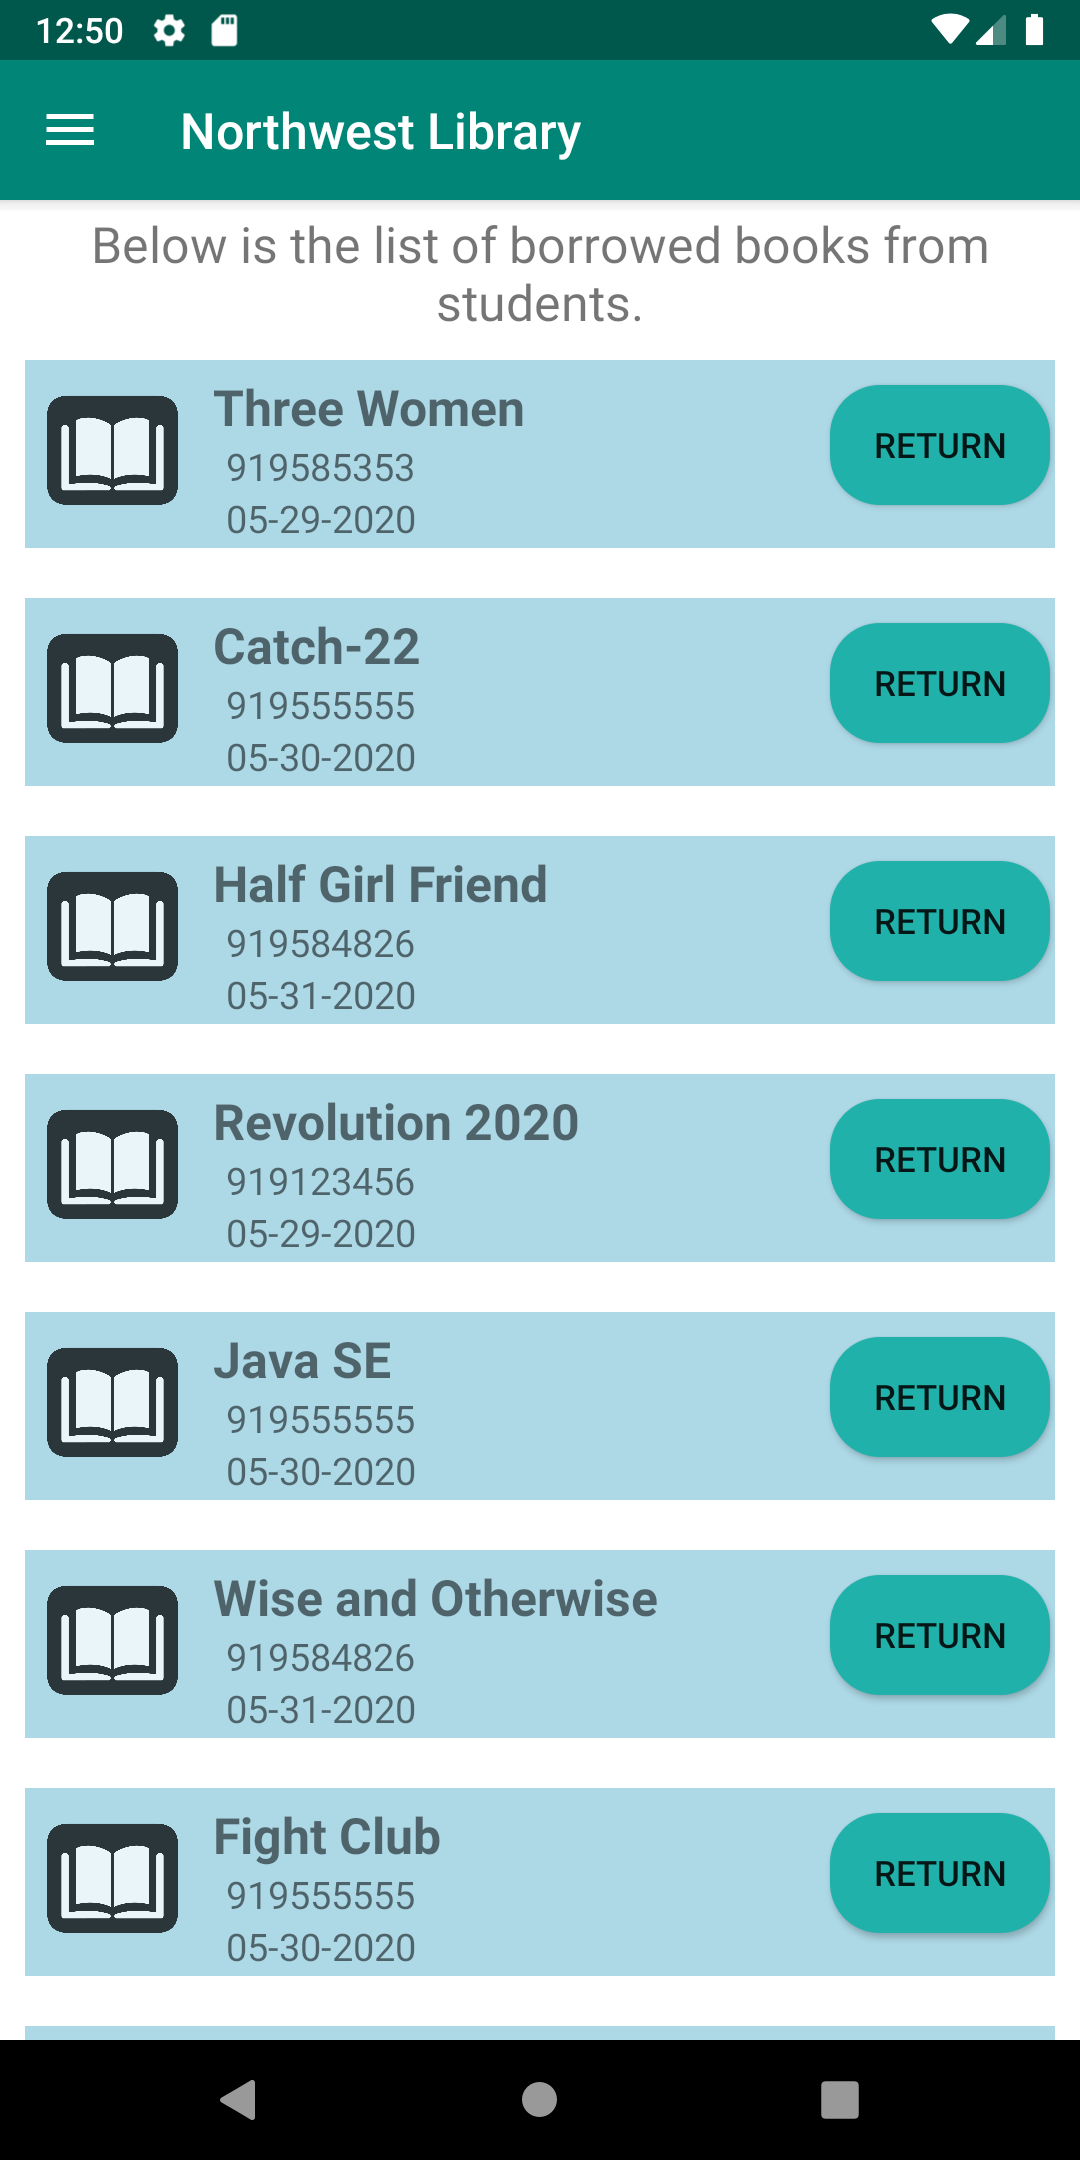 12:50
Northwest Library
Below is the list of borrowed books from
students.
Three Women
919585353
05-29-2020
RETURN
Catch-22
919555555
05-30-2020
RETURN
Half Girl Friend
919584826
05-31-2020
RETURN
Revolution 2020
919123456
05-29-2020
RETURN
Java SE
919555555
05-30-2020
RETURN
Wise and Otherwise
919584826
05-31-2020
RETURN
Fight Club
919555555
05-30-2020
RETURN